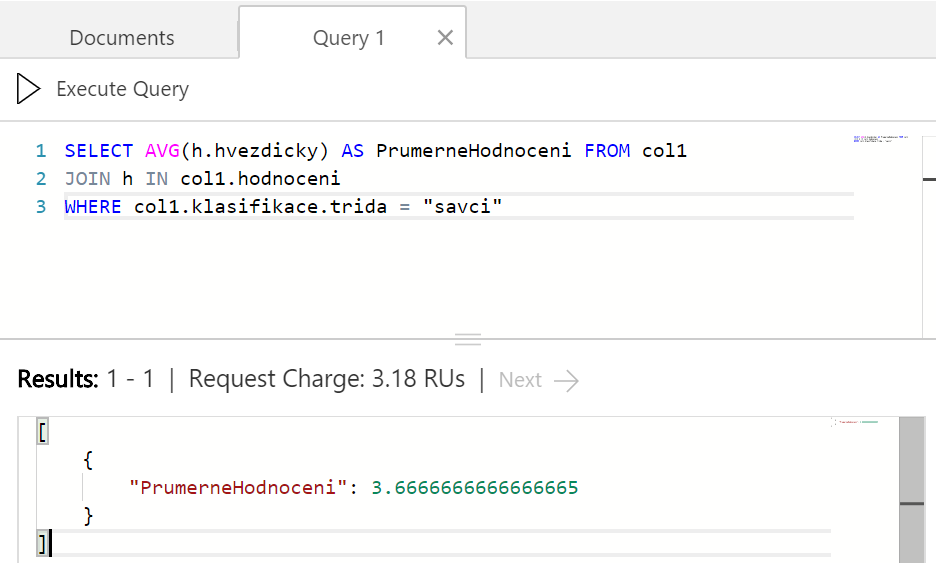 Documents
Query 1
Execute Query
1 SELECT AVG(h.hvezdicky) AS PrumerneHodnoceni FROM col1
2 JOIN h IN col1.hodnoceni
3 WHERE col1.klasifikace.trida = "savci"
Results: 1 - 1 | Request Charge: 3.18 RUs | Next
[
{
"PrumerneHodnoceni": 3.6666666666666665
}
]